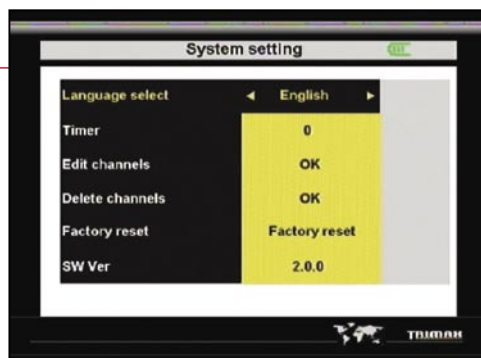 System setting
Language select ◄ English ►
Timer 0
Edit channels OK
Delete channels OK
Factory reset Factory reset
SW Ver 2.0.0
TRIMAX